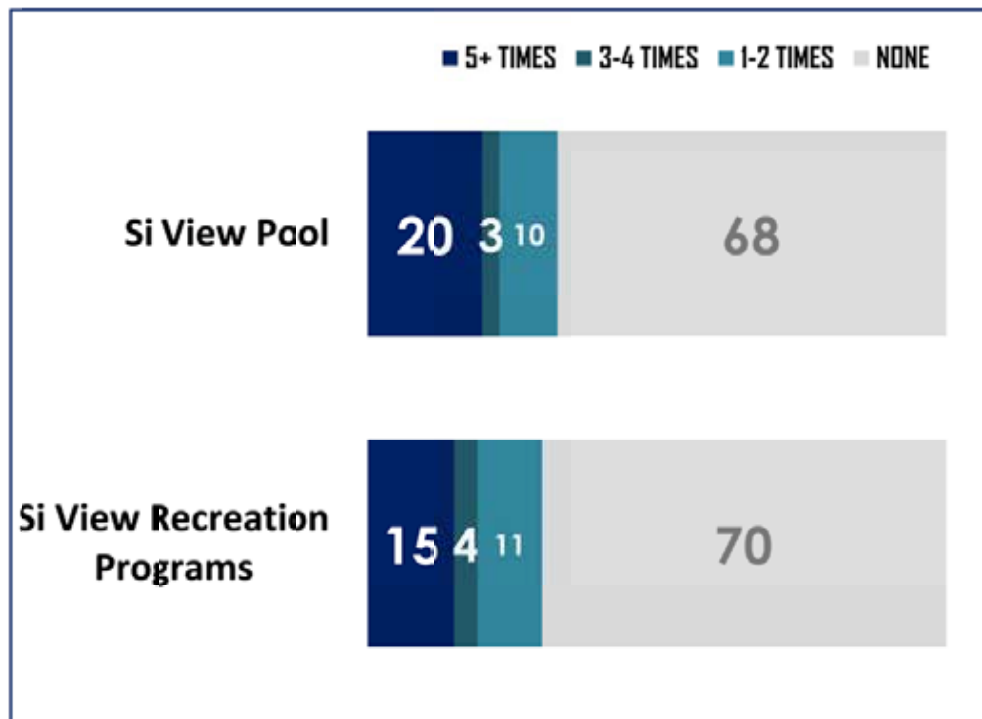 5+ TIMES 3-4 TIMES 1-2 TIMES NONE
Si View Pool
20 3 10 68
Si View Recreation
Programs
15 4 11 70